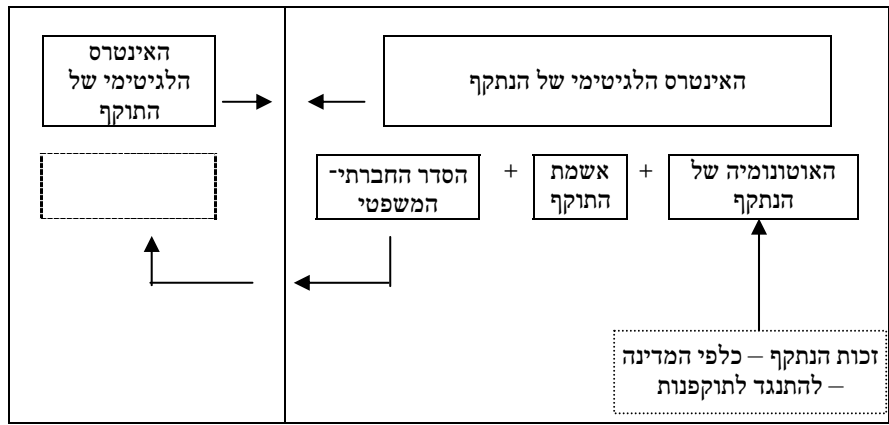 האינטרס הלגיטימי של הנתקף
האינטרס
הלגיטימי של
התוקף
האוטונומיה של
הנתקף
+
אשמת
התוקף
+
הסדר החברתי־
המשפטי
זכות הנתקף – כלפי המדינה
– להתנגד לתוקפנות